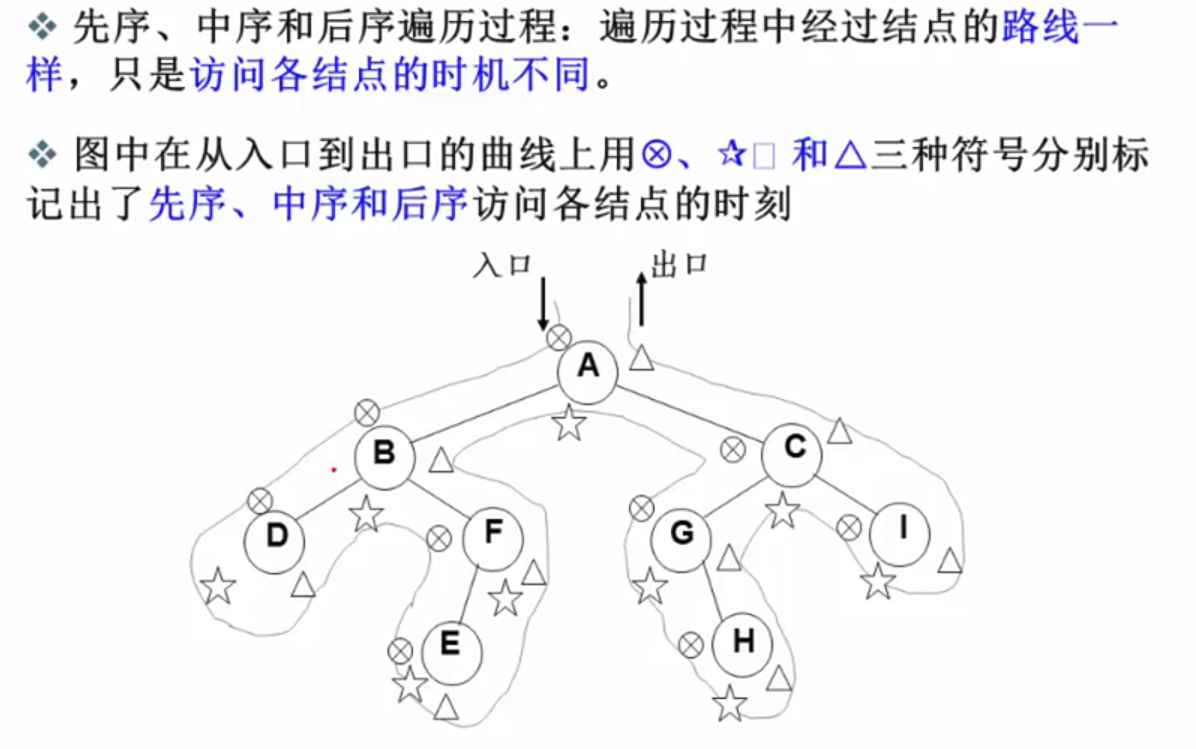 ❖ 先序、中序和后序遍历过程：遍历过程中经过结点的路线一
样，只是访问各结点的时机不同。
❖ 图中在从入口到出口的曲线上用⊗、☆□ 和△三种符号分别标
记出了先序、中序和后序访问各结点的时刻
入口 出口
A
B C
D F G I
E H